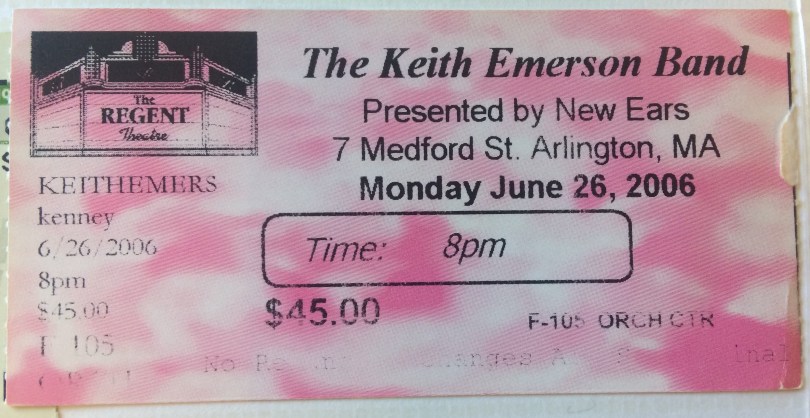 The
REGENT
Theatre
The Keith Emerson Band
Presented by New Ears
7 Medford St. Arlington, MA
Monday June 26, 2006
Time: 8pm
$45.00
F-105 ORCH CTR
KEITHEMERS
kenney
6/26/2006
8pm
$45.00
F 105
No